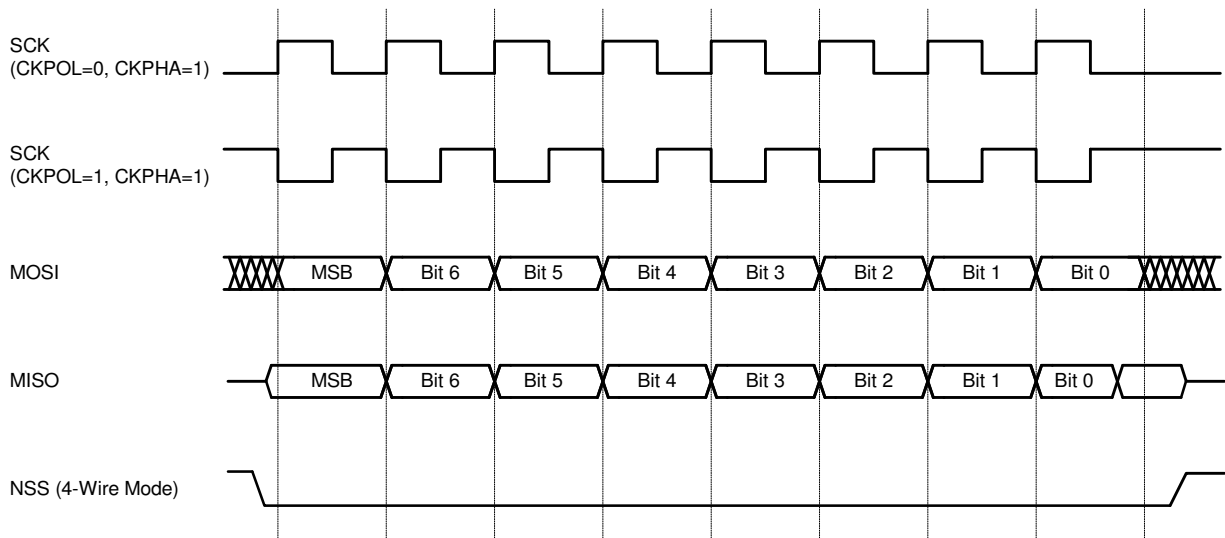 SCK
(CKPOL=0, CKPHA=1)
SCK
(CKPOL=1, CKPHA=1)
MOSI
MSB Bit 6 Bit 5 Bit 4 Bit 3 Bit 2 Bit 1 Bit 0
MISO
MSB Bit 6 Bit 5 Bit 4 Bit 3 Bit 2 Bit 1 Bit 0
NSS (4-Wire Mode)